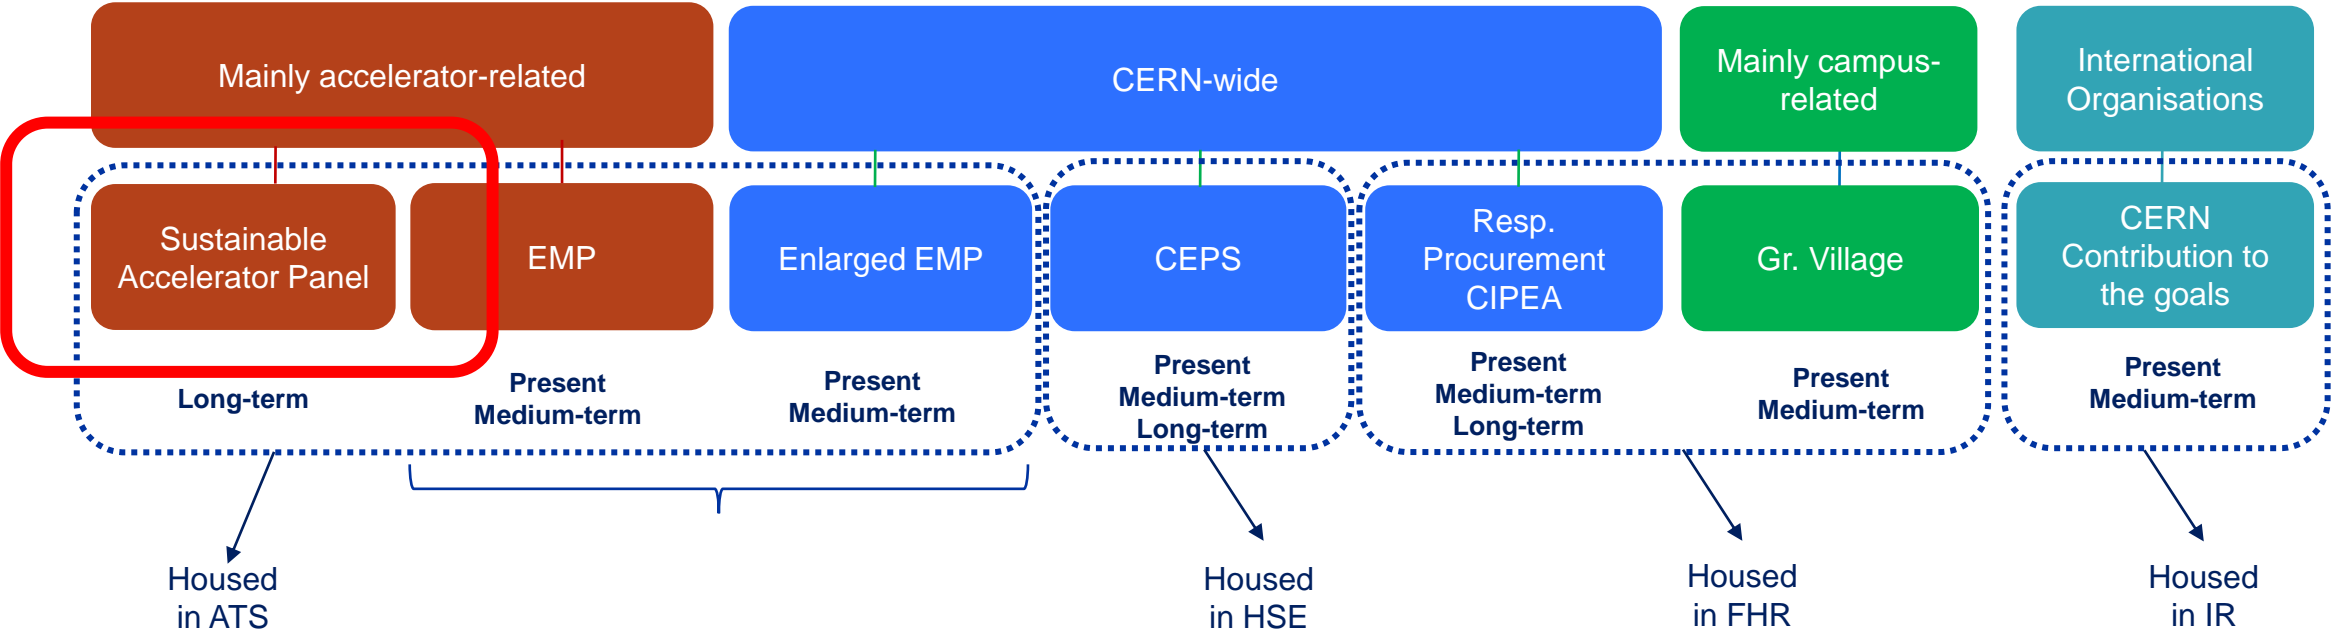 Mainly accelerator-related
CERN-wide
Mainly campus-
related
International
Organisations
Sustainable
Accelerator Panel
EMP
Enlarged EMP
CEPS
Resp.
Procurement
CIPEA
Gr. Village
CERN
Contribution to
the goals
Long-term
Present
Medium-term
Present
Medium-term
Present
Medium-term
Long-term
Present
Medium-term
Long-term
Present
Medium-term
Present
Medium-term
Housed
in ATS
Housed
in HSE
Housed
in FHR
Housed
in IR